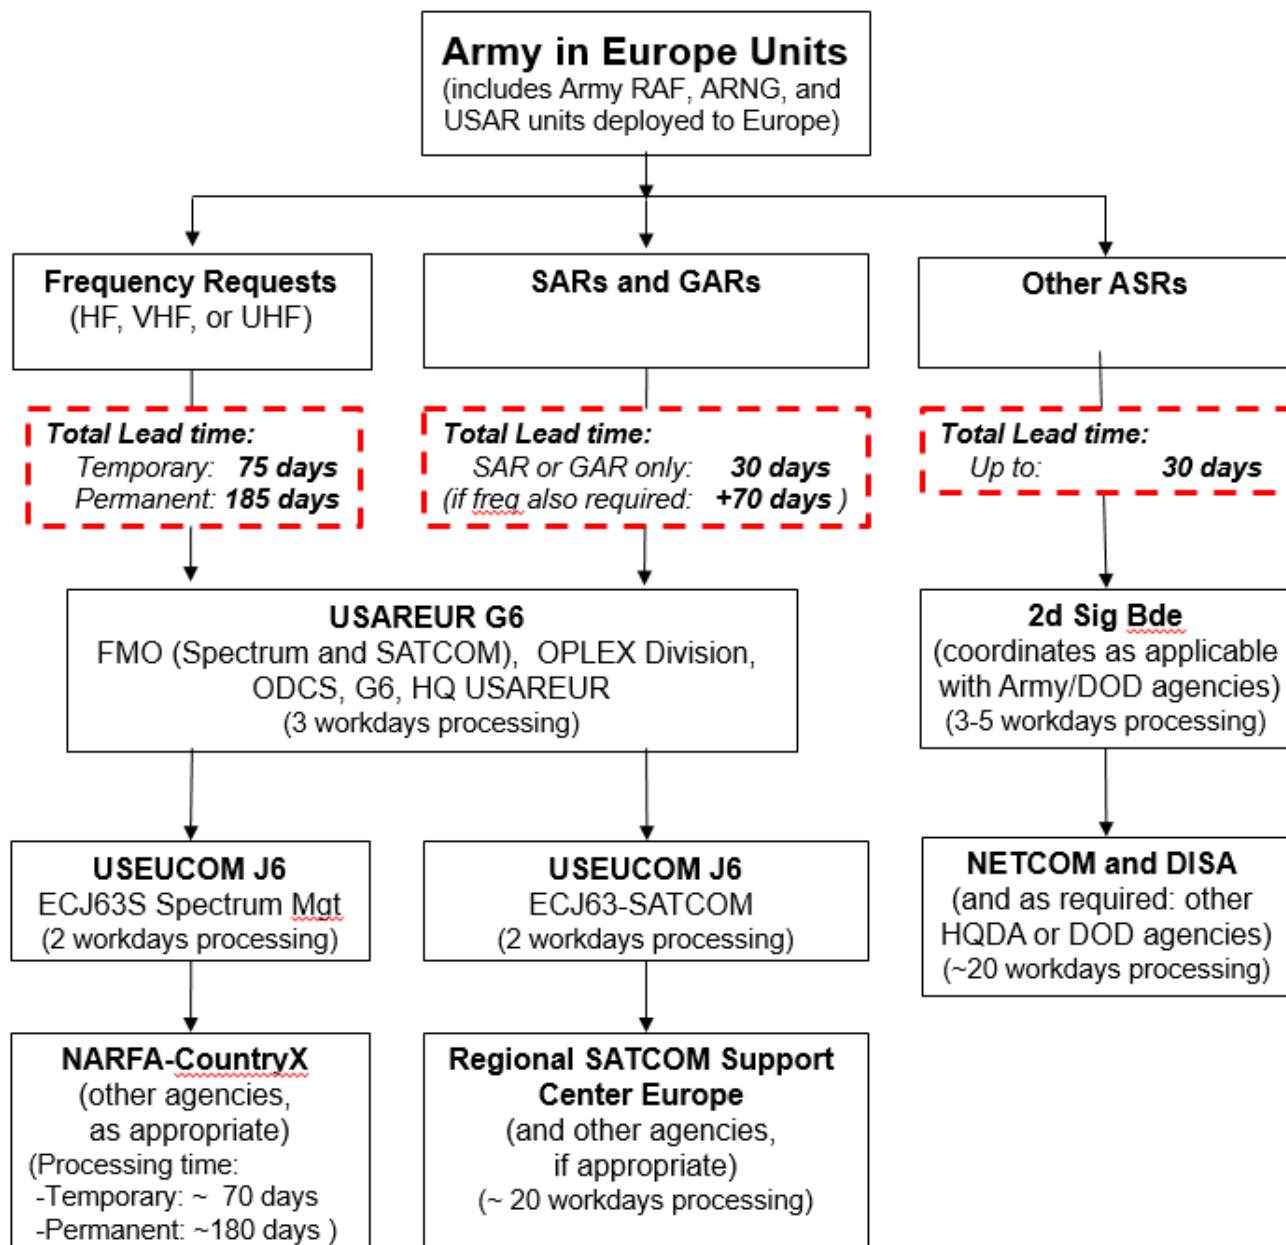 Army in Europe Units
(includes Army RAF, ARNG, and
USAR units deployed to Europe)
Frequency Requests
(HF, VHF, or UHF)
SARs and GARs
Other ASRs
Total Lead time:
Temporary: 75 days
Permanent: 185 days
Total Lead time:
SAR or GAR only: 30 days
(if freq also required: +70 days )
Total Lead time:
Up to: 30 days
USAREUR G6
FMO (Spectrum and SATCOM), OPLEX Division,
ODCS, G6, HQ USAREUR
(3 workdays processing)
2d Sig Bde
(coordinates as applicable
with Army/DOD agencies)
(3-5 workdays processing)
USEUCOM J6
ECJ63S Spectrum Mgt
(2 workdays processing)
USEUCOM J6
ECJ63-SATCOM
(2 workdays processing)
NETCOM and DISA
(and as required: other
HQDA or DOD agencies)
(~20 workdays processing)
NARFA-CountryX
(other agencies,
as appropriate)
(Processing time:
-Temporary: ~ 70 days
-Permanent: ~180 days )
Regional SATCOM Support
Center Europe
(and other agencies,
if appropriate)
(~ 20 workdays processing)